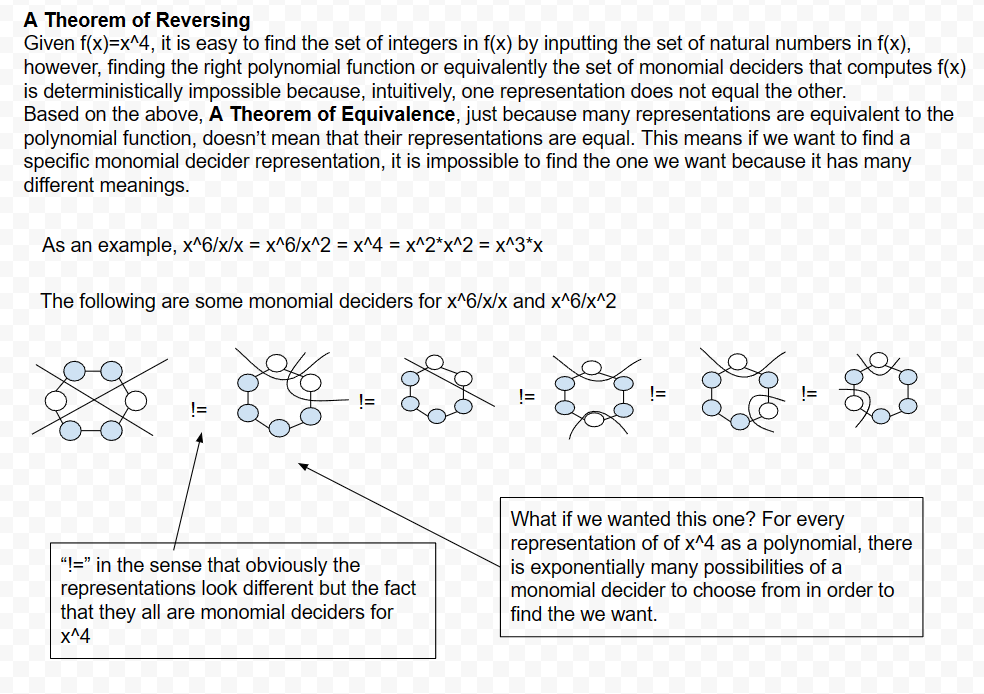 A Theorem of Reversing
Given f(x)=x^4, it is easy to find the set of integers in f(x) by inputting the set of natural numbers in f(x),
however, finding the right polynomial function or equivalently the set of monomial deciders that computes f(x)
is deterministically impossible because, intuitively, one representation does not equal the other.
Based on the above, A Theorem of Equivalence, just because many representations are equivalent to the
polynomial function, doesn’t mean that their representations are equal. This means if we want to find a
specific monomial decider representation, it is impossible to find the one we want because it has many
different meanings.
As an example, x^6/x/x = x^6/x^2 = x^4 = x^2*x^2 = x^3*x
The following are some monomial deciders for x^6/x/x and x^6/x^2
!= != != != !=
“!=” in the sense that obviously the
representations look different but the fact
that they all are monomial deciders for
x^4
What if we wanted this one? For every
representation of of x^4 as a polynomial, there
is exponentially many possibilities of a
monomial decider to choose from in order to
find the we want.